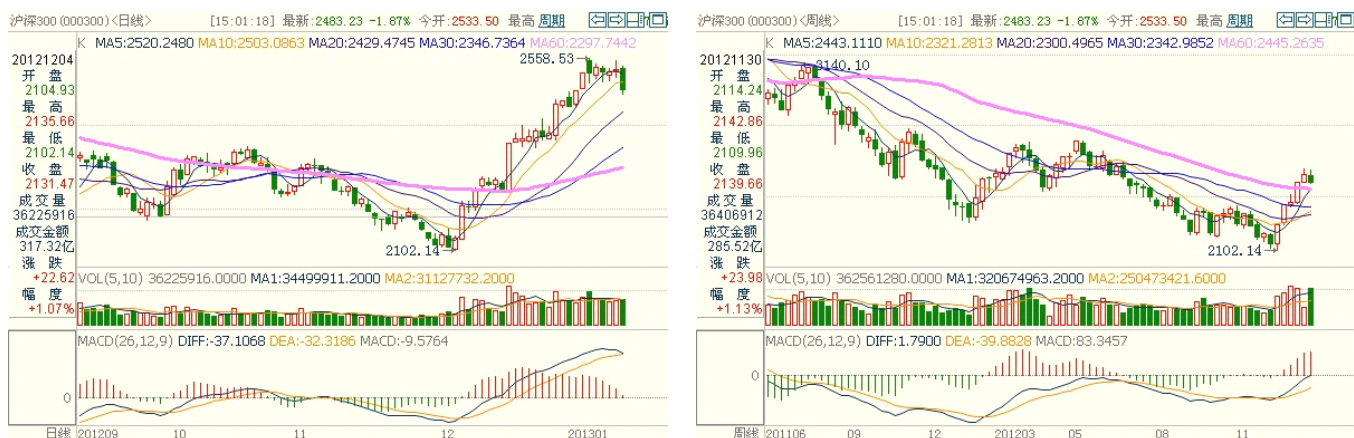 沪深300 (000300)<日线> [15:01:18] 最新:2483.23 -1.87% 今开:2533.50 最高 周期
K MA5:2520.2480 MA10:2503.0863 MA20:2429.4745 MA30:2346.7364 MA60:2297.7442
20121204
开 盘
2104.93
最 高
2135.66
最 低
2102.14
收 盘
2131.47
成交量
36225916
成交金额
317.32亿
涨 跌
+22.62
幅 度
+1.07%
2558.53
2102.14
VOL(5,10) 36225916.0000 MA1:34499911.2000 MA2:31127732.2000
MACD(26,12,9) DIFF:-37.1068 DEA:-32.3186 MACD:-9.5764
0
日线 201209 10 11 12 201301
沪深300 (000300)<周线> [15:01:18] 最新:2483.23 -1.87% 今开:2533.50 最高 周期
K MA5:2443.1110 MA10:2321.2813 MA20:2300.4965 MA30:2342.9852 MA60:2445.2635
20121130
开 盘
2114.24
最 高
2142.86
最 低
2109.96
收 盘
2139.66
成交量
36406912
成交金额
285.52亿
涨 跌
+23.98
幅 度
+1.13%
3140.10
2102.14
VOL(5,10) 362561280.0000 MA1:320674963.2000 MA2:250473421.6000
MACD(26,12,9) DIFF:1.7900 DEA:-39.8828 MACD:83.3457
0
周线 201106 09 12 201203 05 08 11